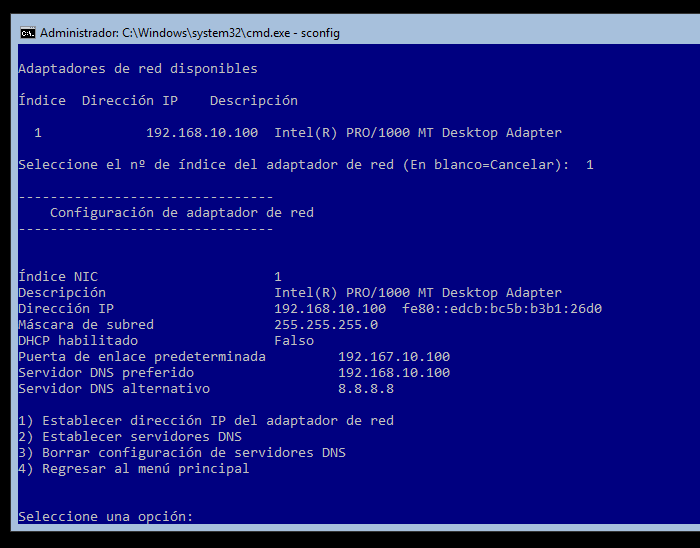 Administrador: C:\Windows\system32\cmd.exe - sconfig
Adaptadores de red disponibles
Índice  Dirección IP    Descripción
  1             192.168.10.100  Intel(R) PRO/1000 MT Desktop Adapter
Seleccione el nº de índice del adaptador de red (En blanco=Cancelar):  1
--------------------------------
    Configuración de adaptador de red
--------------------------------
Índice NIC                      1
Descripción                     Intel(R) PRO/1000 MT Desktop Adapter
Dirección IP                    192.168.10.100  fe80::edcb:bc5b:b3b1:26d0
Máscara de subred               255.255.255.0
DHCP habilitado                 Falso
Puerta de enlace predeterminada         192.167.10.100
Servidor DNS preferido                  192.168.10.100
Servidor DNS alternativo                8.8.8.8
1) Establecer dirección IP del adaptador de red
2) Establecer servidores DNS
3) Borrar configuración de servidores DNS
4) Regresar al menú principal
Seleccione una opción: